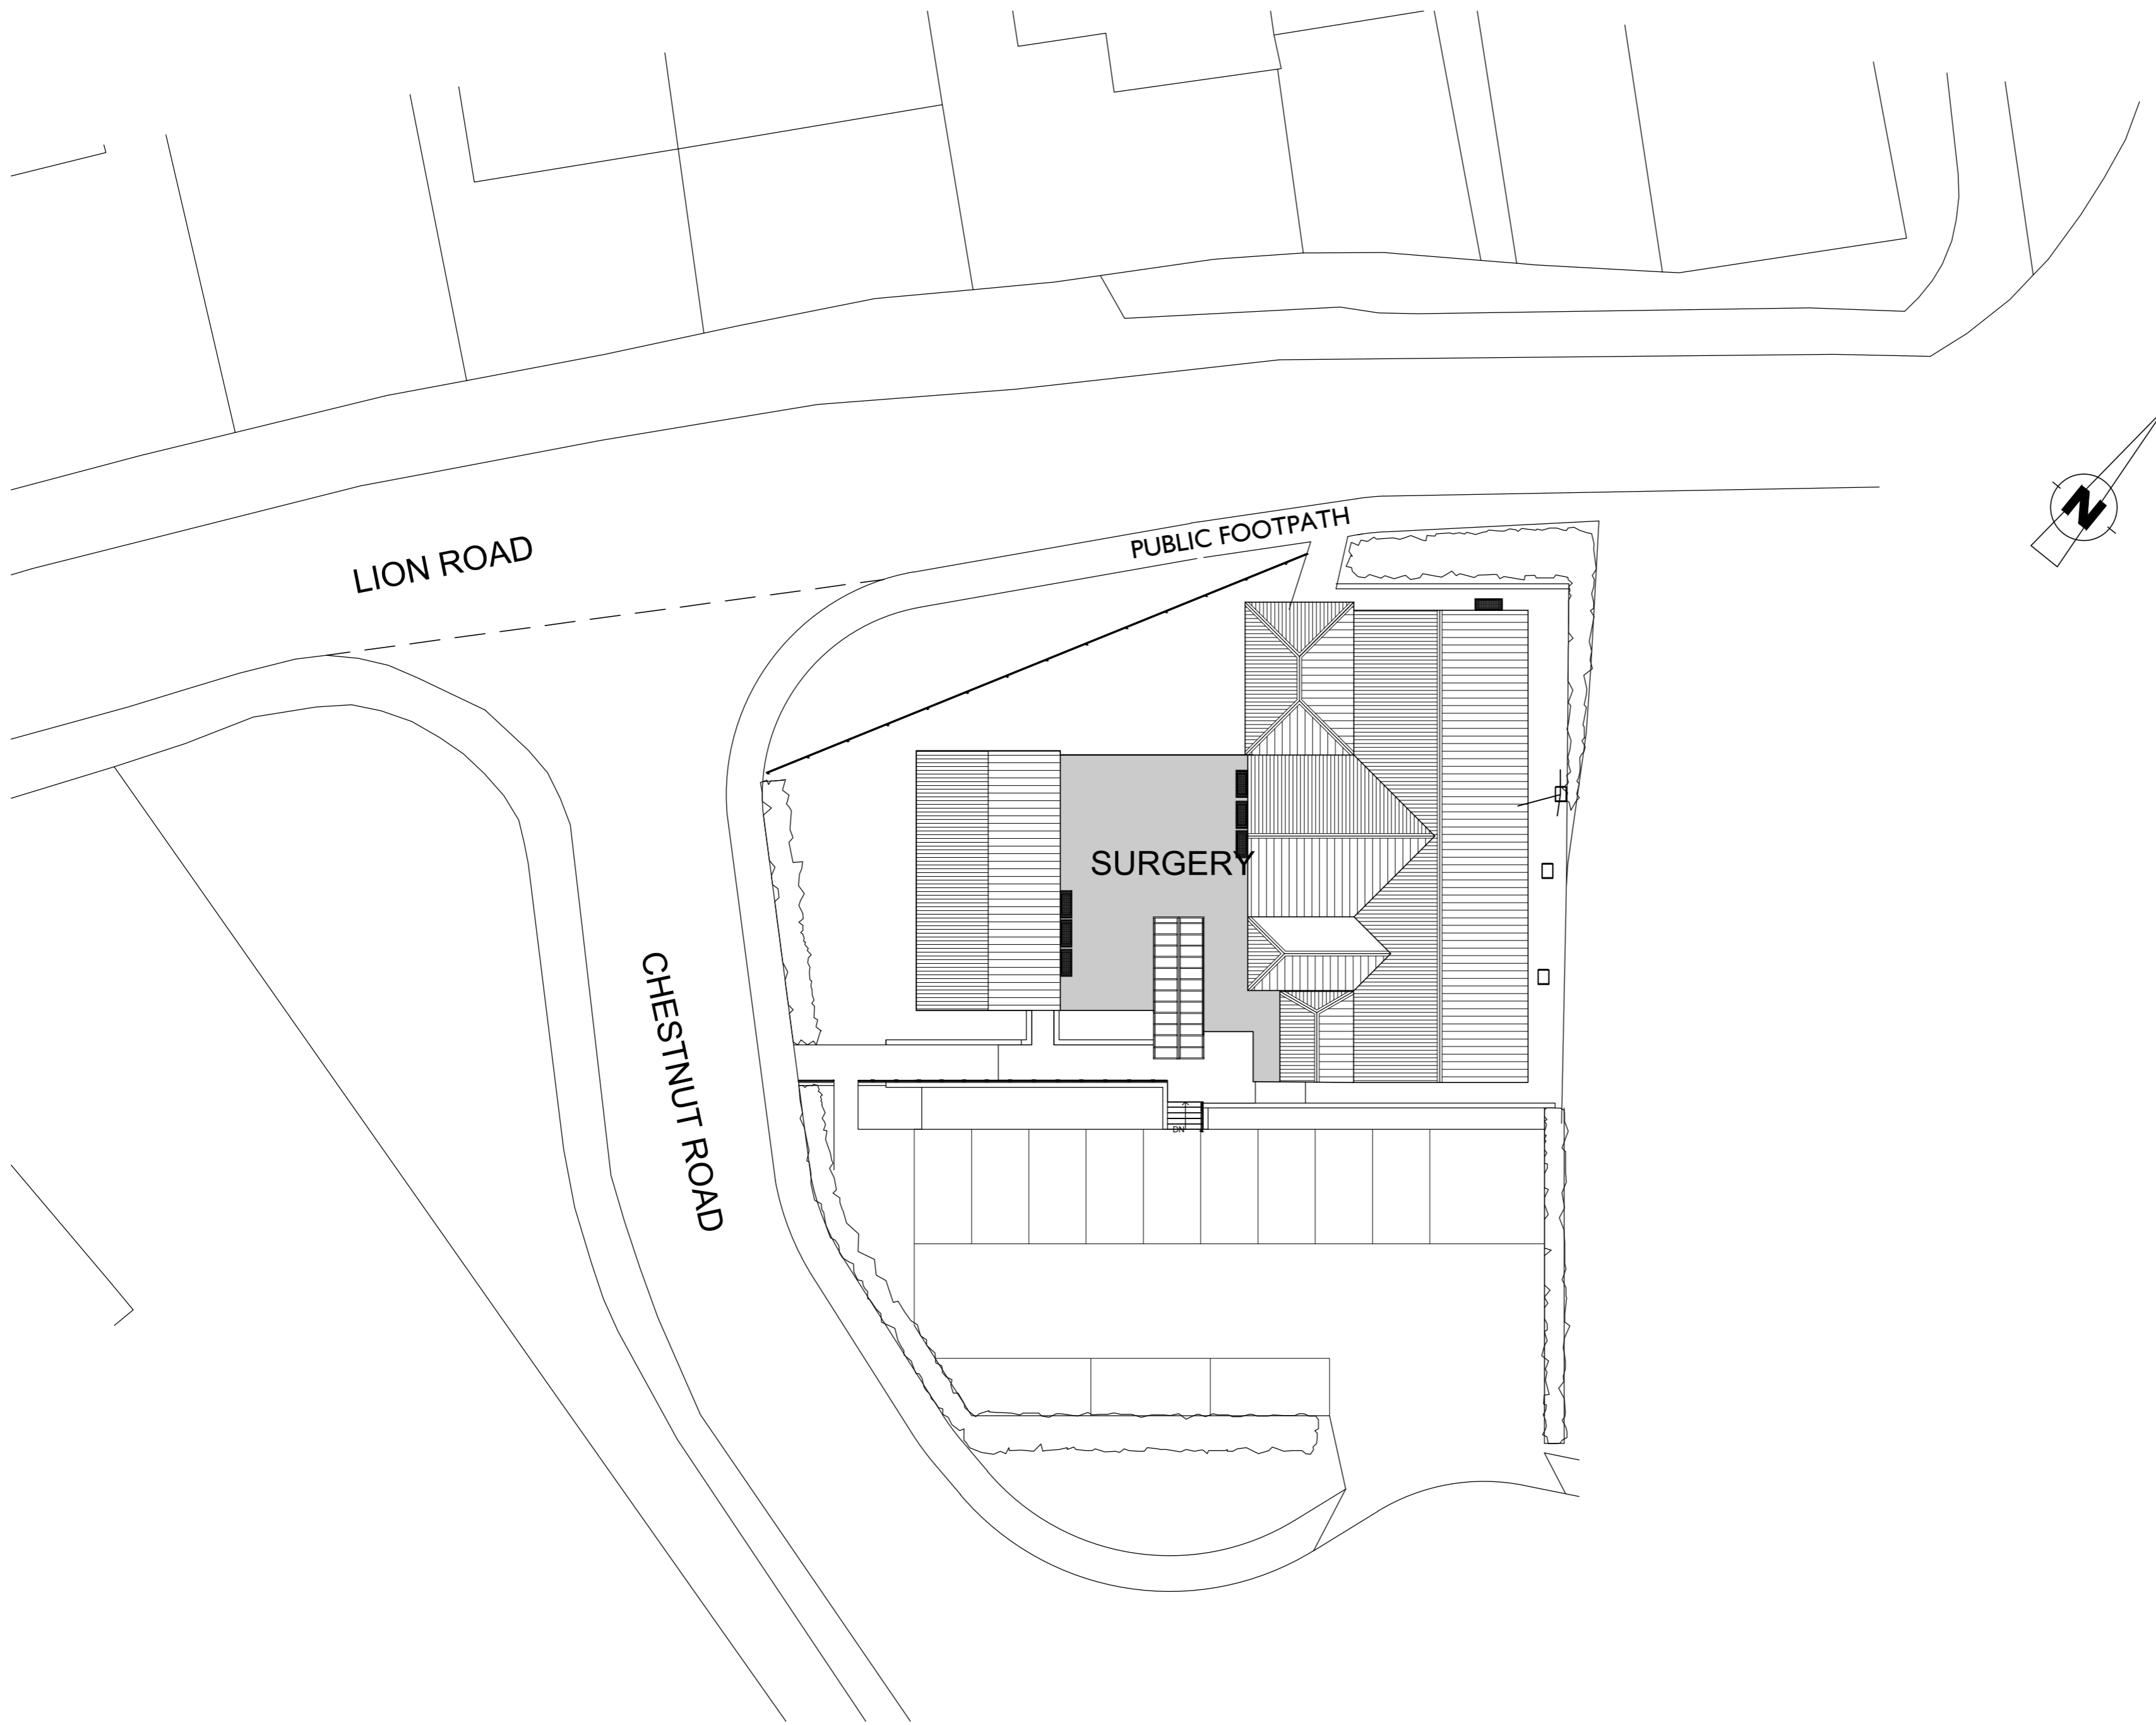 LION ROAD
PUBLIC FOOTPATH
N
SURGERY
CHESTNUT ROAD
DN